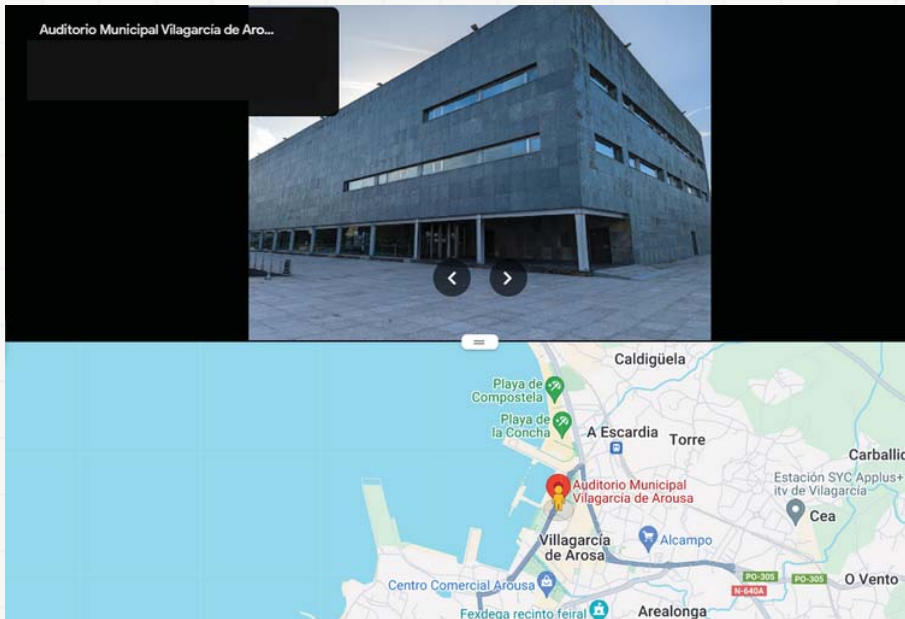 Auditorio Municipal Vilagarcía de Aro...
Caldigüela
Playa de
Compostela
Playa de
la Concha
A Escardia
Torre
Carballic
Auditorio Municipal
Vilagarcía de Arousa
Estación SYC Applus+
itv de Vilagarcía
Cea
Villagarcía
de Arosa
Alcampo
Centro Comercial Arousa
PO-305
PO-305
O Vento
N-640A
Fexdega recinto feiral
Arealonga